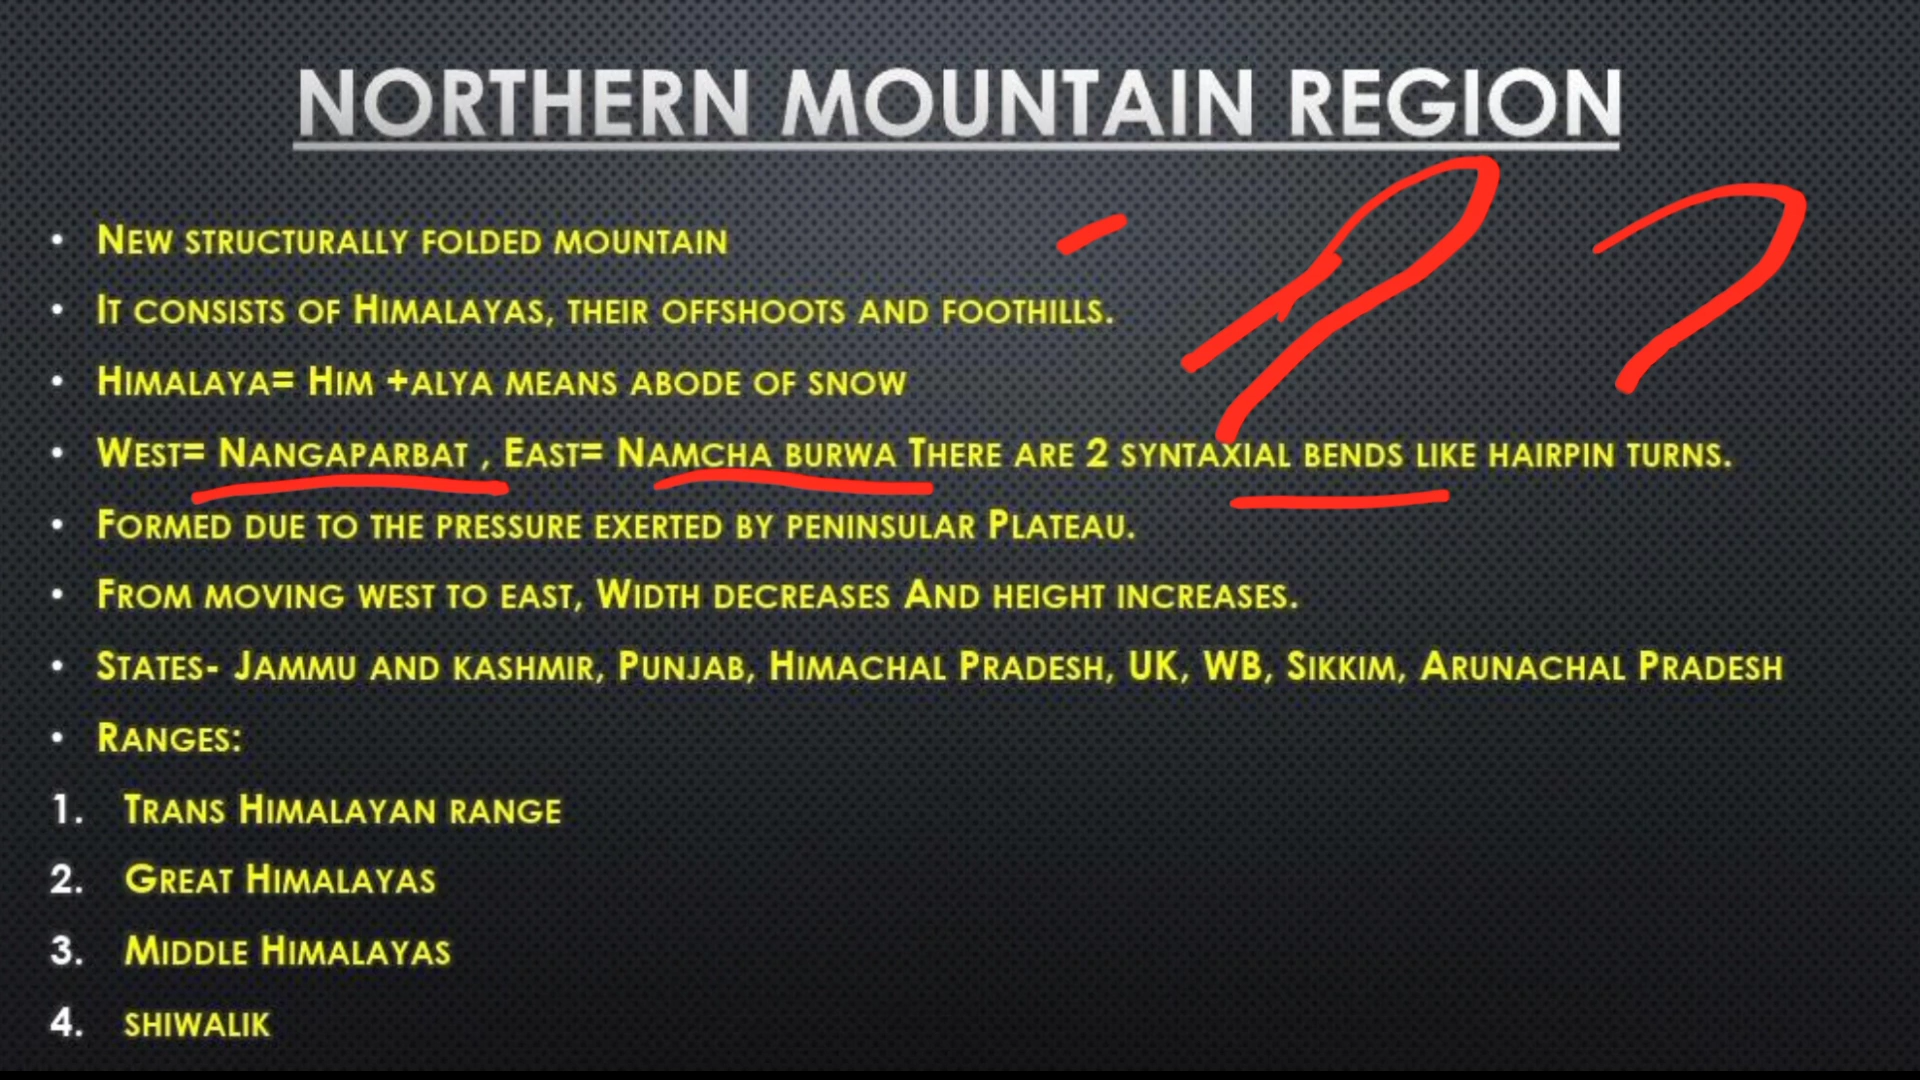 NORTHERN MOUNTAIN REGION
• NEW STRUCTURALLY FOLDED MOUNTAIN
• IT CONSISTS OF HIMALAYAS, THEIR OFFSHOOTS AND FOOTHILLS.
• HIMALAYA= HIM +ALYA MEANS ABODE OF SNOW
• WEST= NANGAPARBAT , EAST= NAMCHA BURWA THERE ARE 2 SYNTAXIAL BENDS LIKE HAIRPIN TURNS.
• FORMED DUE TO THE PRESSURE EXERTED BY PENINSULAR PLATEAU.
• FROM MOVING WEST TO EAST, WIDTH DECREASES AND HEIGHT INCREASES.
• STATES- JAMMU AND KASHMIR, PUNJAB, HIMACHAL PRADESH, UK, WB, SIKKIM, ARUNACHAL PRADESH
• RANGES:
1. TRANS HIMALAYAN RANGE
2. GREAT HIMALAYAS
3. MIDDLE HIMALAYAS
4. SHIWALIK